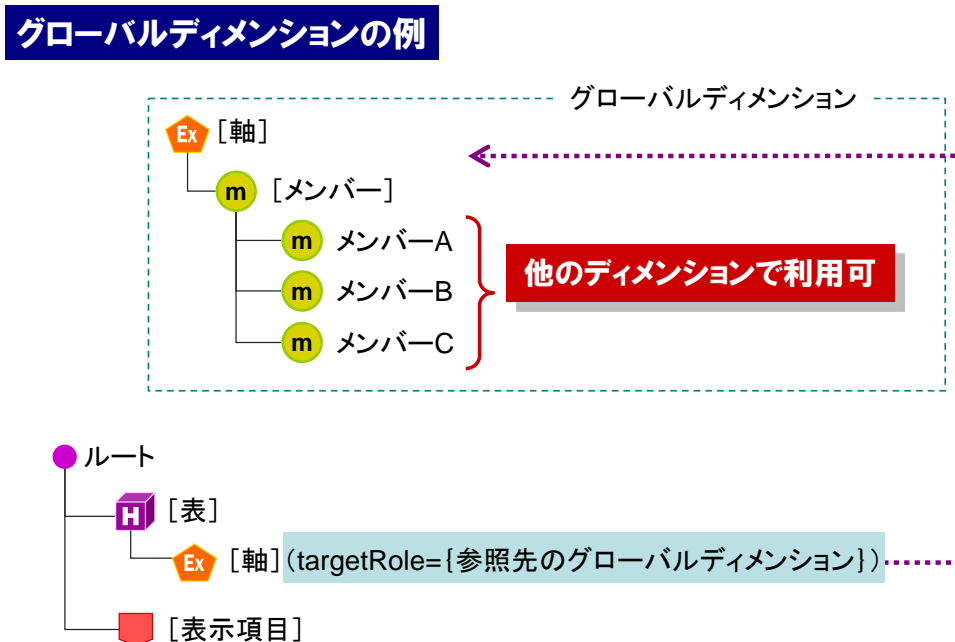 グローバルディメンションの例
グローバルディメンション
Ex [軸]
m [メンバー]
m メンバーA
m メンバーB
m メンバーC
他のディメンションで利用可
ルート
H [表]
Ex [軸](targetRole={参照先のグローバルディメンション})
[表示項目]